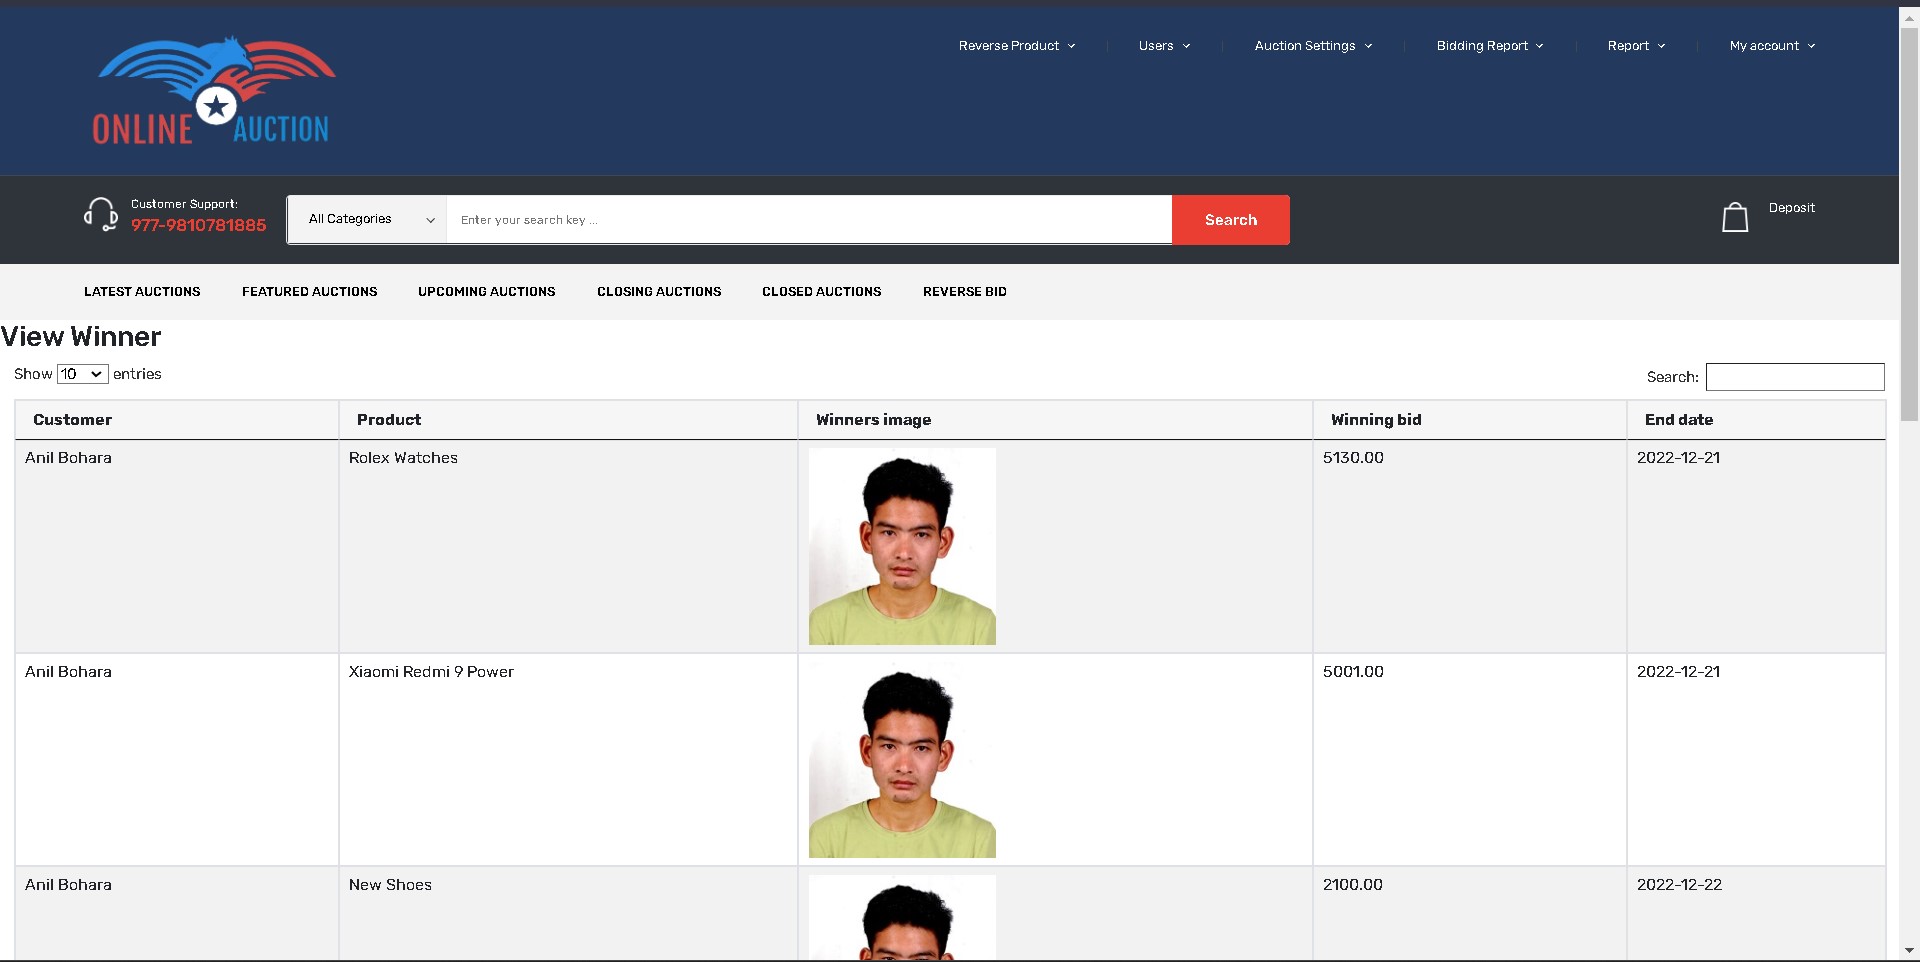 Reverse Product Users Auction Settings Bidding Report Report My account
ONLINE AUCTION
Customer Support:
977-9810781885
All Categories Enter your search key ... Search Deposit
LATEST AUCTIONS FEATURED AUCTIONS UPCOMING AUCTIONS CLOSING AUCTIONS CLOSED AUCTIONS REVERSE BID
View Winner
Show 10 entries Search:
Customer Product Winners image Winning bid End date
Anil Bohara Rolex Watches 5130.00 2022-12-21
Anil Bohara Xiaomi Redmi 9 Power 5001.00 2022-12-21
Anil Bohara New Shoes 2100.00 2022-12-22